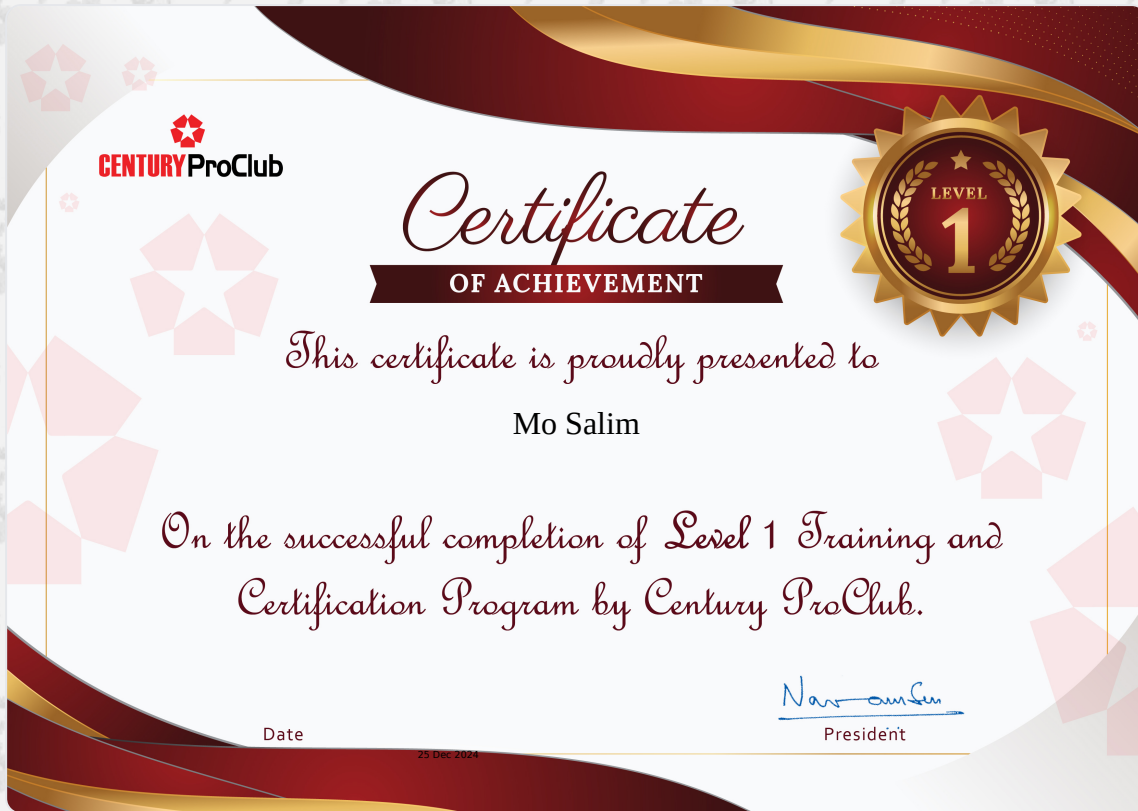 CENTURY ProClub
LEVEL
1
Certificate
OF ACHIEVEMENT
This certificate is proudly presented to
Mo Salim
On the successful completion of Level 1 Training and
Certification Program by Century ProClub.
Date
President
25 Dec 2024